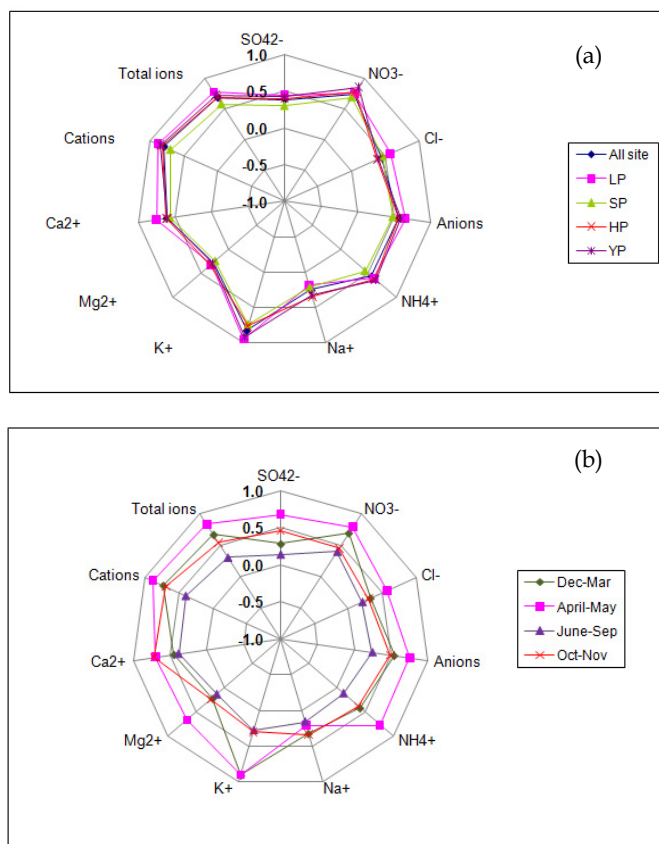 (a)
SO42-
NO3-
Cl-
Anions
NH4+
Na+
K+
Mg2+
Ca2+
Cations
Total ions
1.0
0.5
0.0
-0.5
-1.0
All site
LP
SP
HP
YP
(b)
SO42-
NO3-
Cl-
Anions
NH4+
Na+
K+
Mg2+
Ca2+
Cations
Total ions
1.0
0.5
0.0
-0.5
-1.0
Dec-Mar
April-May
June-Sep
Oct-Nov